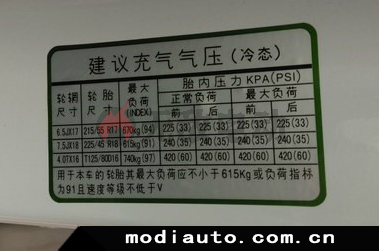 建议充气气压（冷态）
轮辋尺寸 轮胎尺寸 最大负荷(INDEX) 胎内压力 KPA(PSI)
正常负荷 最大负荷
前 后 前 后
6.5JX17 215/55 R17 670kg(94) 225(33) 225(33) 225(33) 225(33)
7.5JX18 225/45 R18 615kg(91) 240(35) 240(35) 240(35) 240(35)
4.0TX16 T125/80D16 740kg(97) 420(60) 420(60) 420(60) 420(60)
用于本车的轮胎其最大负荷应不小于615Kg或负荷指标
为91且速度等级不低于V
modiauto.com.cn